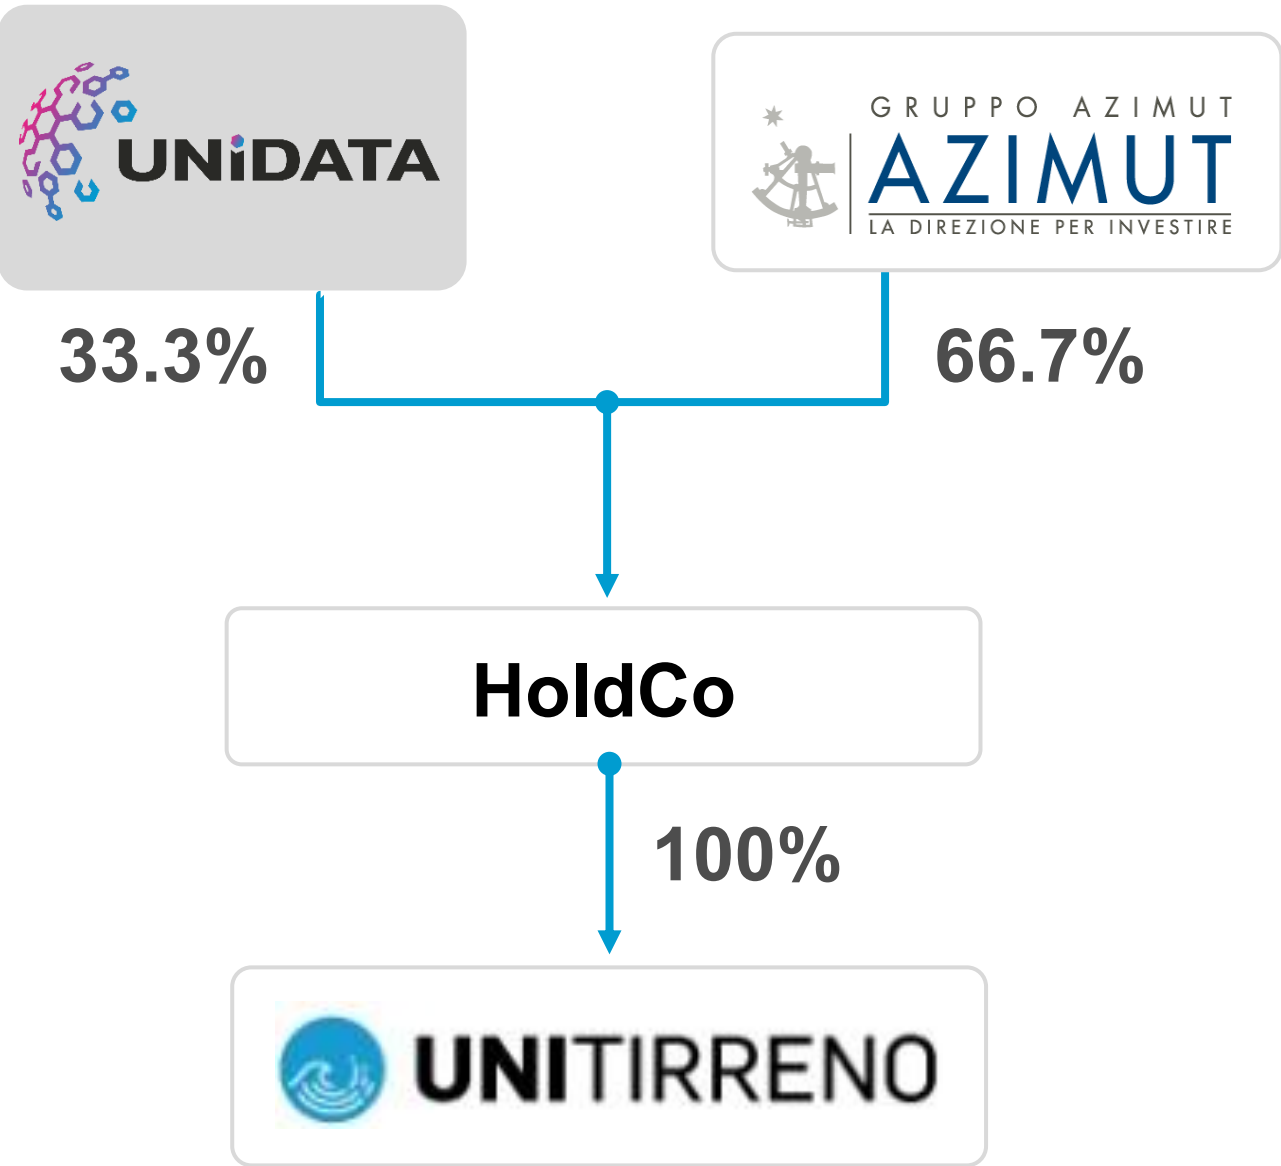 UNiDATA
GRUPPO AZIMUT
AZIMUT
LA DIREZIONE PER INVESTIRE
33.3%
66.7%
HoldCo
100%
UNITIRRENO